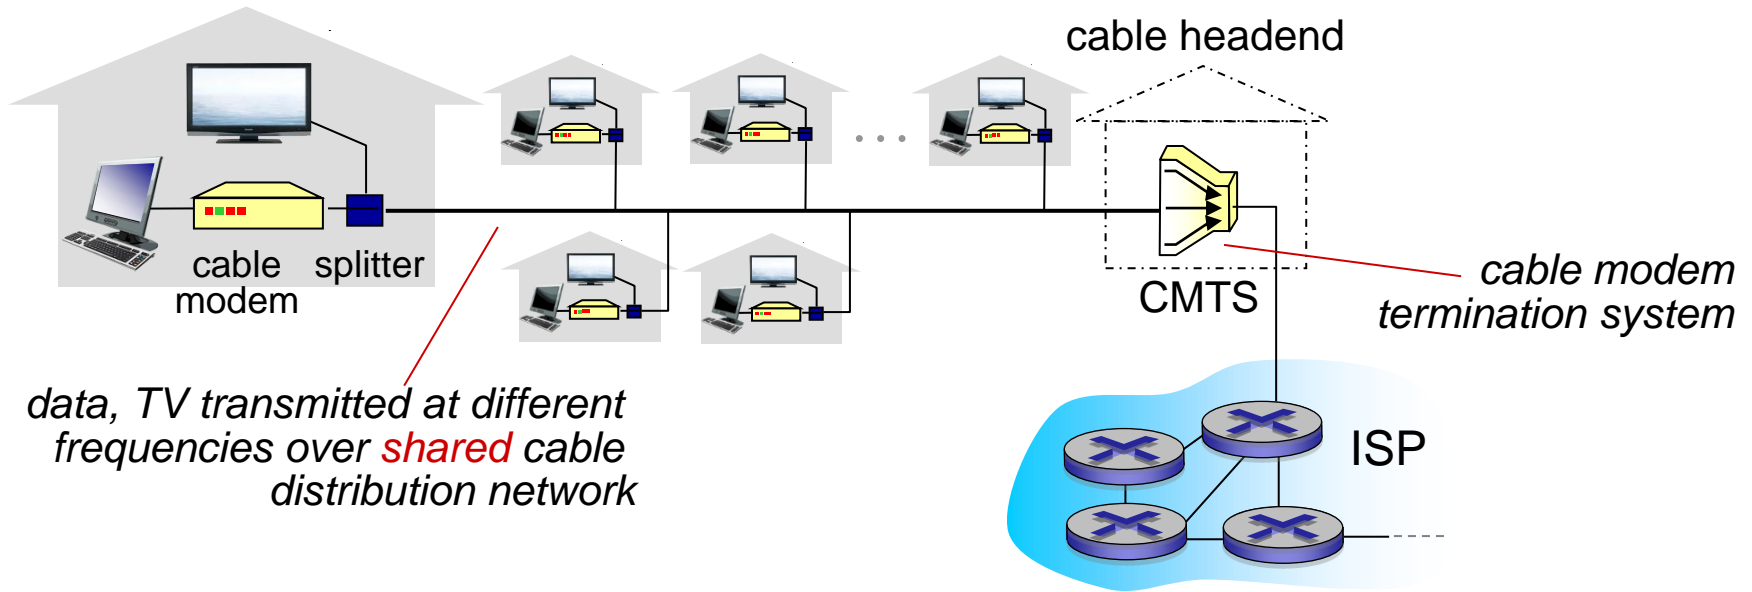 cable headend
cable
modem
splitter
CMTS
cable modem
termination system
data, TV transmitted at different
frequencies over shared cable
distribution network
ISP